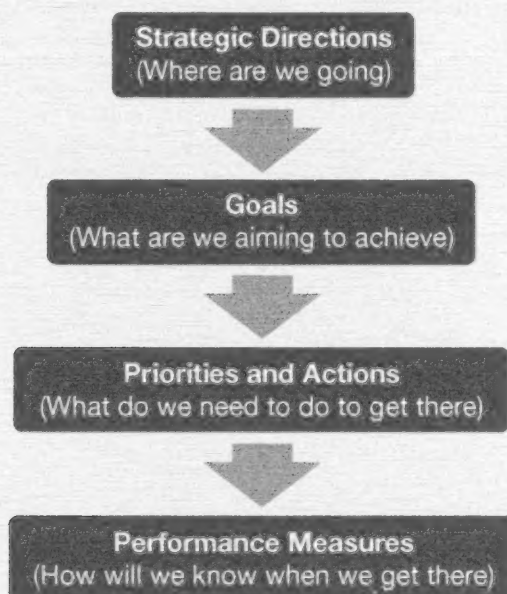 Strategic Directions
(Where are we going)
Goals
(What are we aiming to achieve)
Priorities and Actions
(What do we need to do to get there)
Performance Measures
(How will we know when we get there)